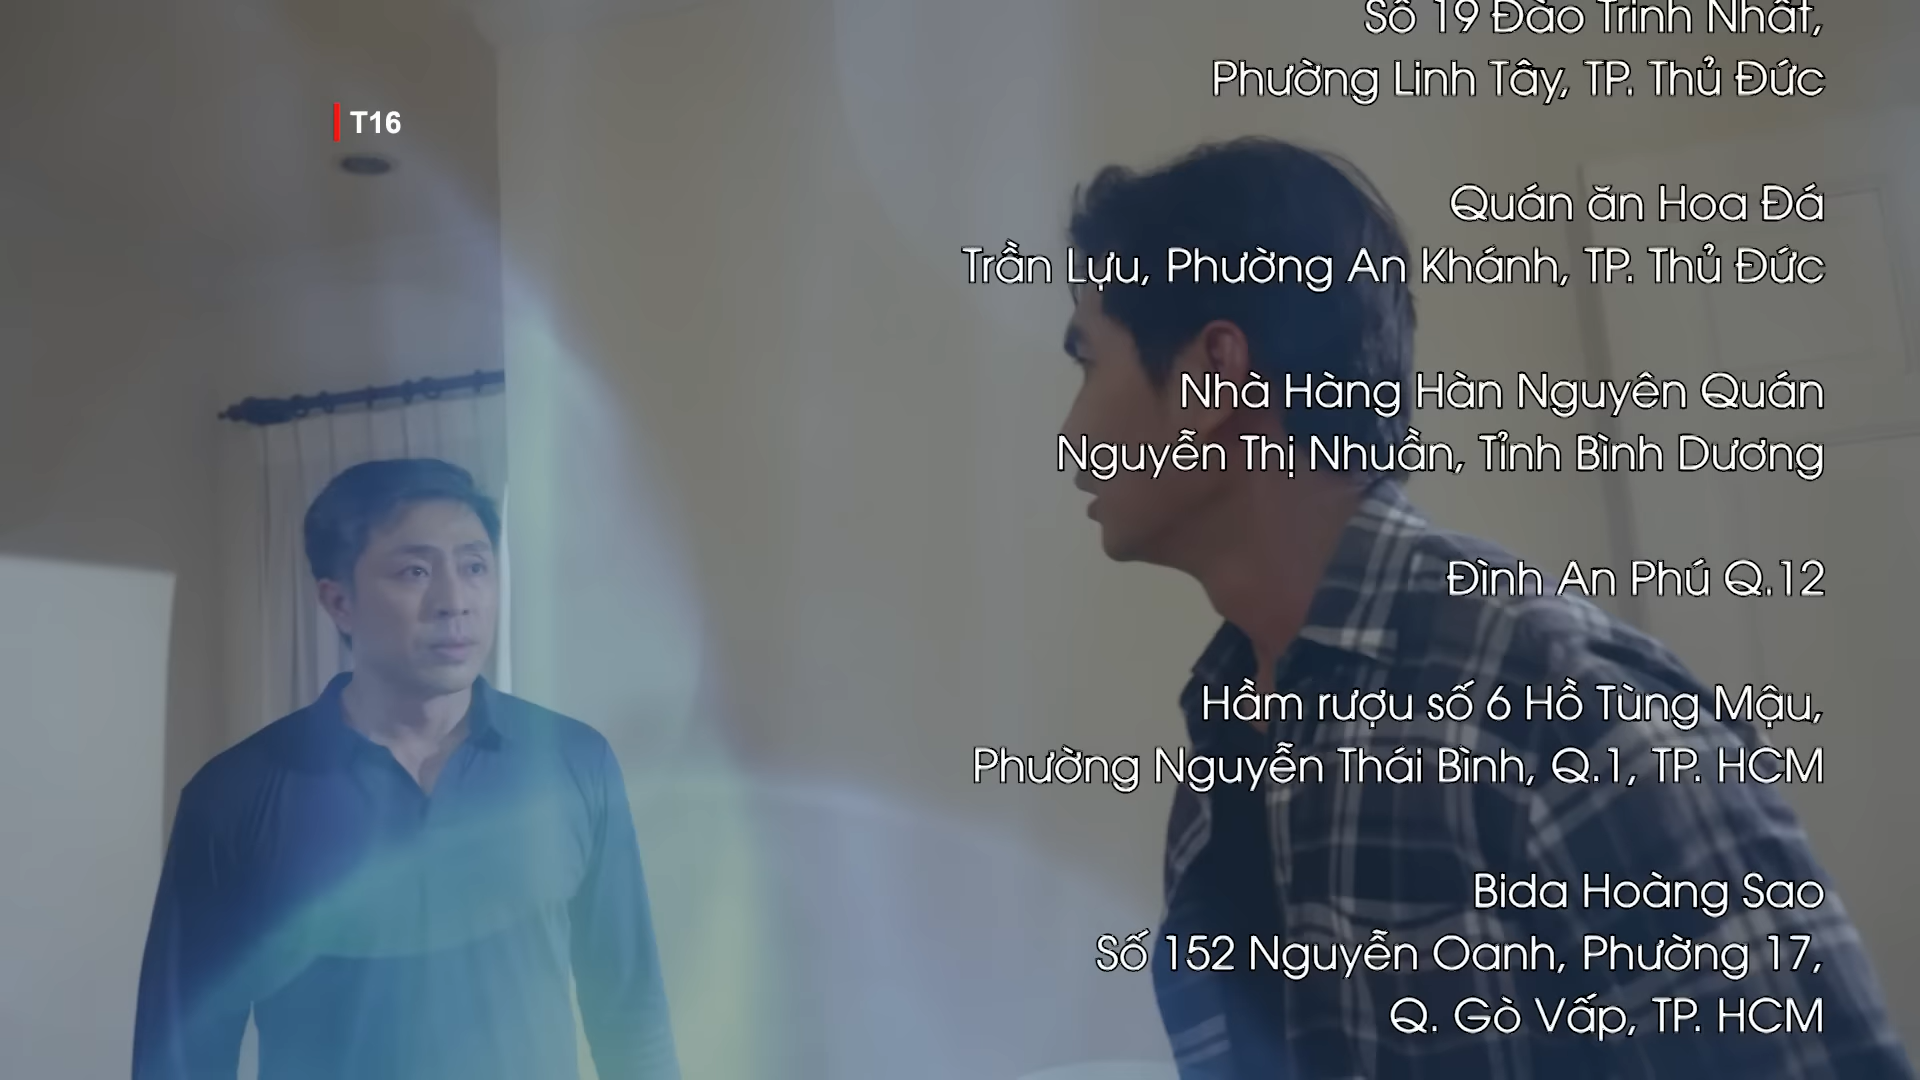 Số 19 Đào Trinh Nhất,
Phường Linh Tây, TP. Thủ Đức
T16
Quán ăn Hoa Đá
Trần Lựu, Phường An Khánh, TP. Thủ Đức
Nhà Hàng Hàn Nguyên Quán
Nguyễn Thị Nhuần, Tỉnh Bình Dương
Đình An Phú Q.12
Hầm rượu số 6 Hồ Tùng Mậu,
Phường Nguyễn Thái Bình, Q.1, TP. HCM
Bida Hoàng Sao
Số 152 Nguyễn Oanh, Phường 17,
Q. Gò Vấp, TP. HCM